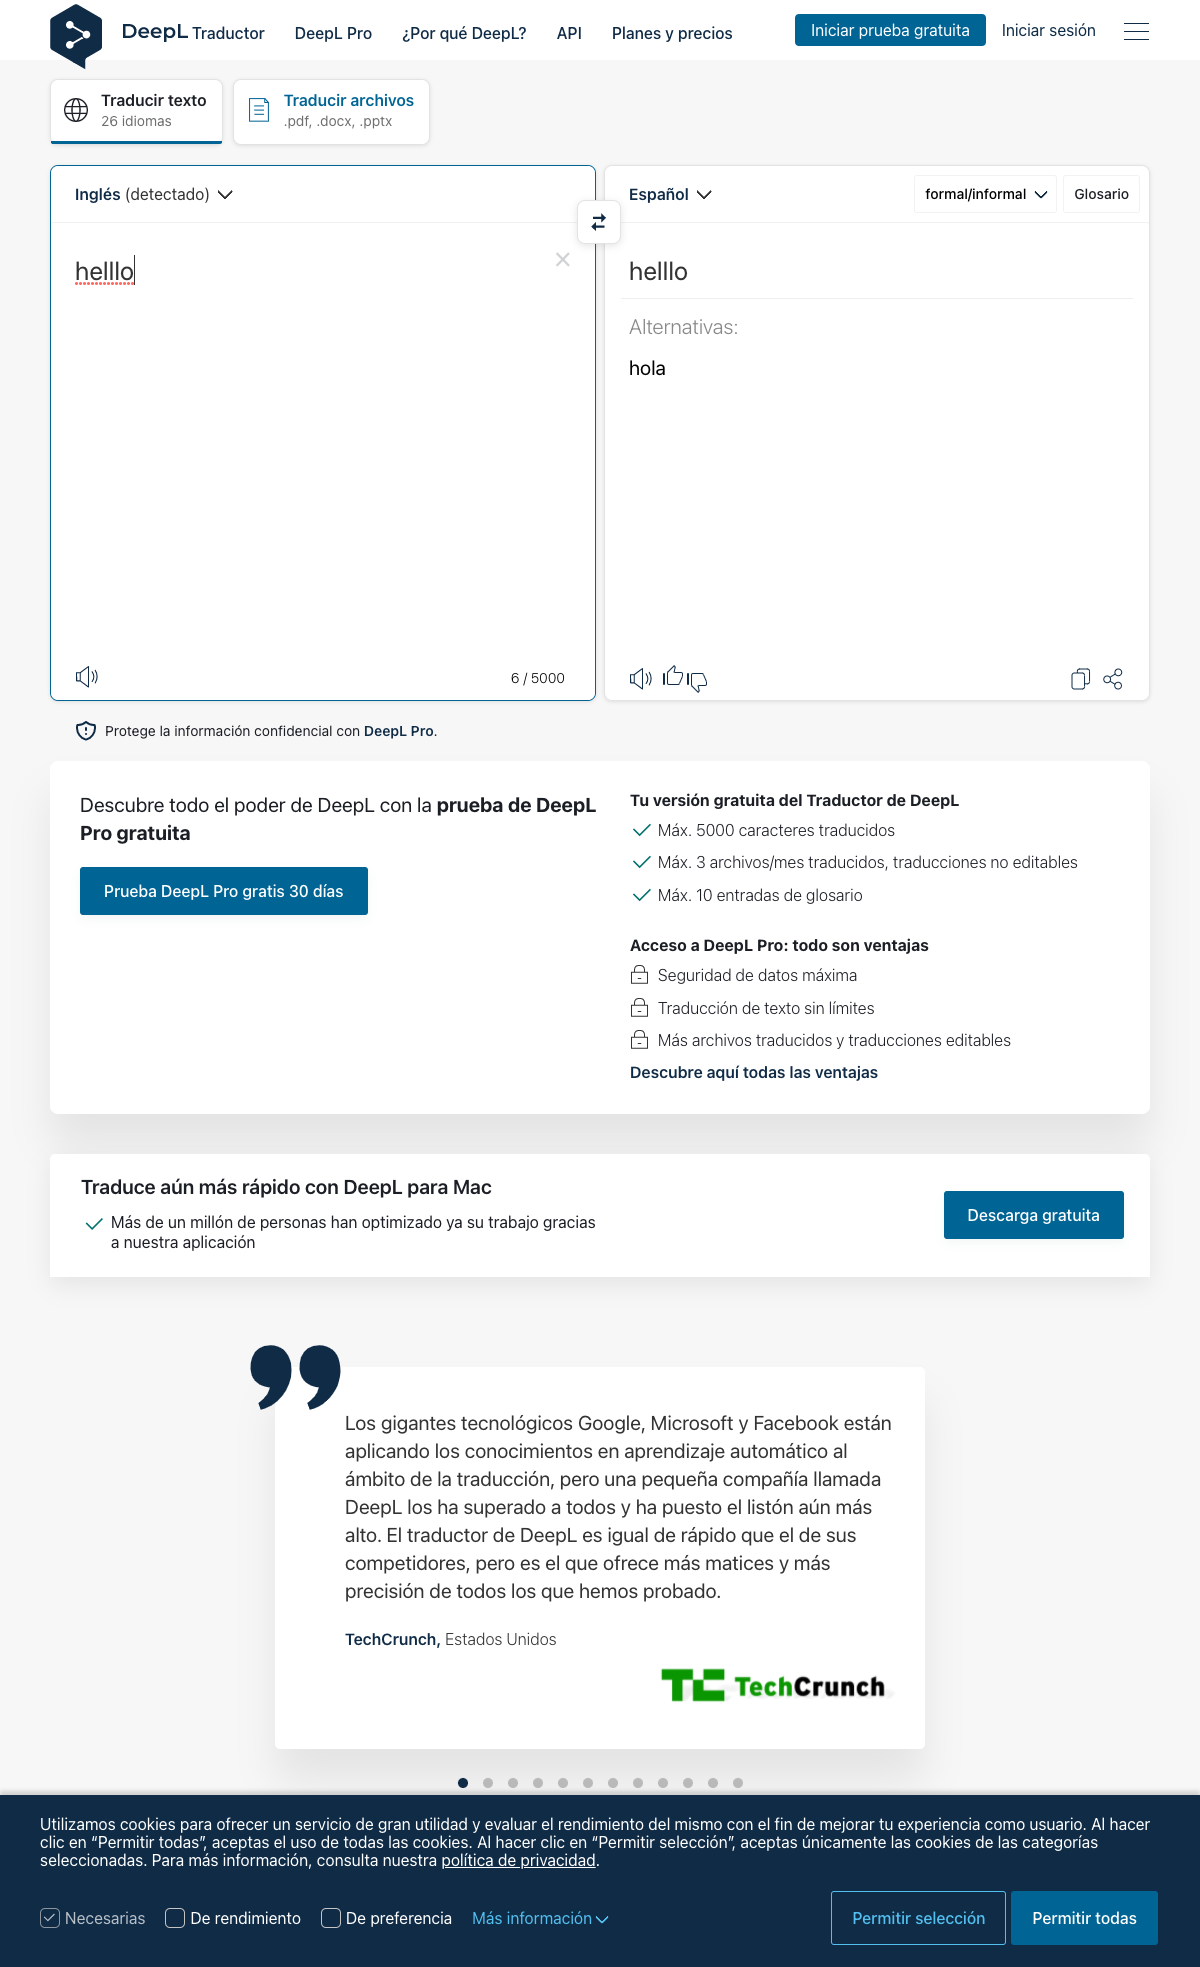 DeepL Traductor DeepL Pro ¿Por qué DeepL? API Planes y precios Iniciar prueba gratuita Iniciar sesión
Traducir texto
26 idiomas
Traducir archivos
.pdf, .docx, .pptx
Inglés (detectado)
helllo
6 / 5000
Español formal/informal Glosario
helllo
Alternativas:
hola
Protege la información confidencial con DeepL Pro.
Descubre todo el poder de DeepL con la prueba de DeepL
Pro gratuita
Prueba DeepL Pro gratis 30 días
Tu versión gratuita del Traductor de DeepL
Máx. 5000 caracteres traducidos
Máx. 3 archivos/mes traducidos, traducciones no editables
Máx. 10 entradas de glosario
Acceso a DeepL Pro: todo son ventajas
Seguridad de datos máxima
Traducción de texto sin límites
Más archivos traducidos y traducciones editables
Descubre aquí todas las ventajas
Traduce aún más rápido con DeepL para Mac
Más de un millón de personas han optimizado ya su trabajo gracias
a nuestra aplicación
Descarga gratuita
Los gigantes tecnológicos Google, Microsoft y Facebook están
aplicando los conocimientos en aprendizaje automático al
ámbito de la traducción, pero una pequeña compañía llamada
DeepL los ha superado a todos y ha puesto el listón aún más
alto. El traductor de DeepL es igual de rápido que el de sus
competidores, pero es el que ofrece más matices y más
precisión de todos los que hemos probado.
TechCrunch, Estados Unidos
TC TechCrunch
Utilizamos cookies para ofrecer un servicio de gran utilidad y evaluar el rendimiento del mismo con el fin de mejorar tu experiencia como usuario. Al hacer
clic en “Permitir todas”, aceptas el uso de todas las cookies. Al hacer clic en “Permitir selección”, aceptas únicamente las cookies de las categorías
seleccionadas. Para más información, consulta nuestra política de privacidad.
Necesarias De rendimiento De preferencia Más información Permitir selección Permitir todas